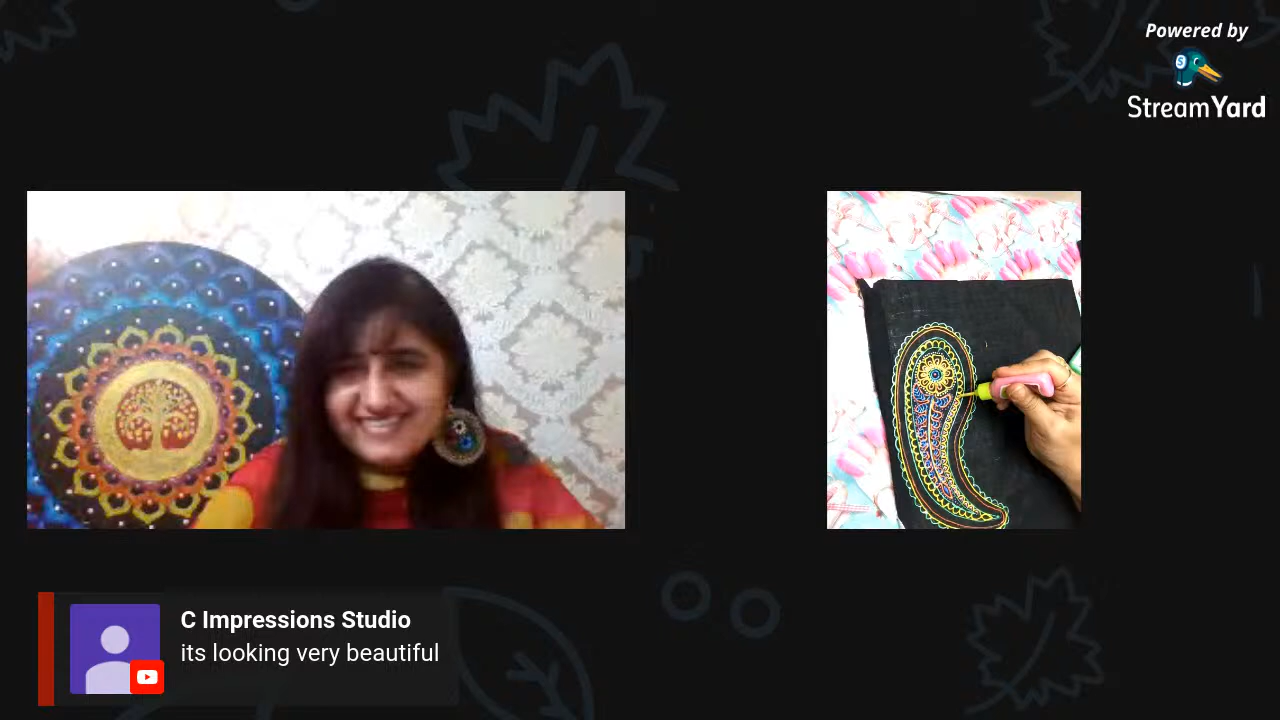 Powered by
StreamYard
C Impressions Studio
its looking very beautiful